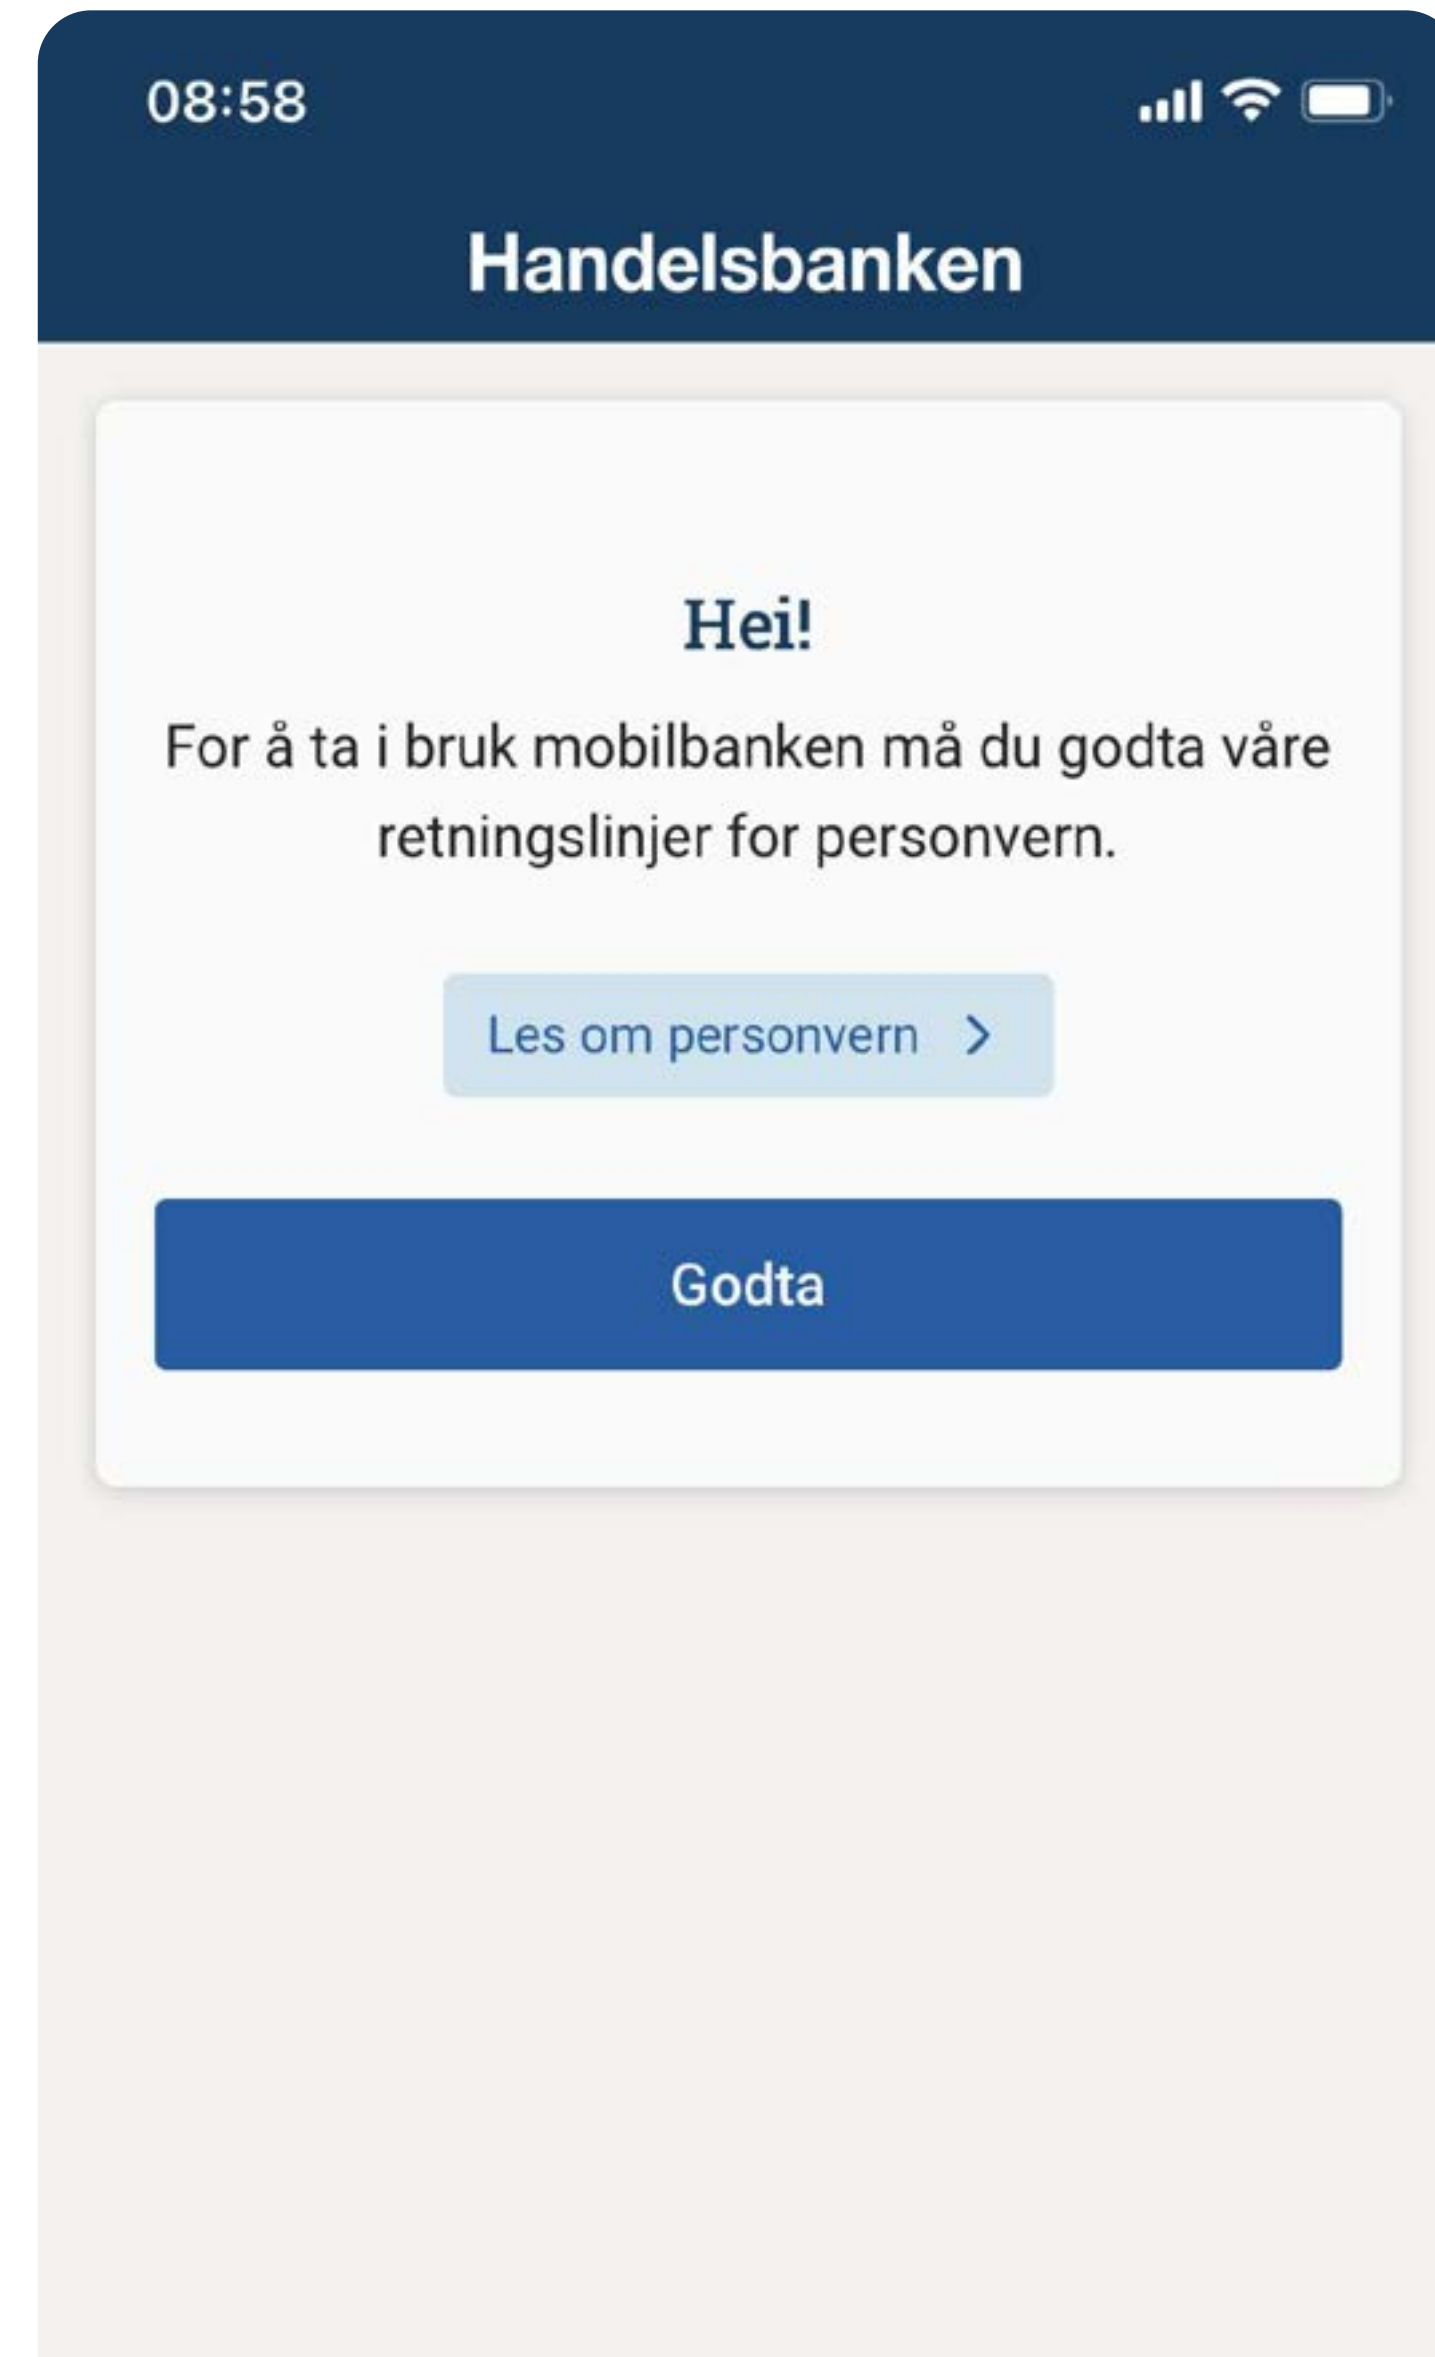 08:58
Handelsbanken
Hei!
For å ta i bruk mobilbanken må du godta våre
retningslinjer for personvern.
Les om personvern
Godta